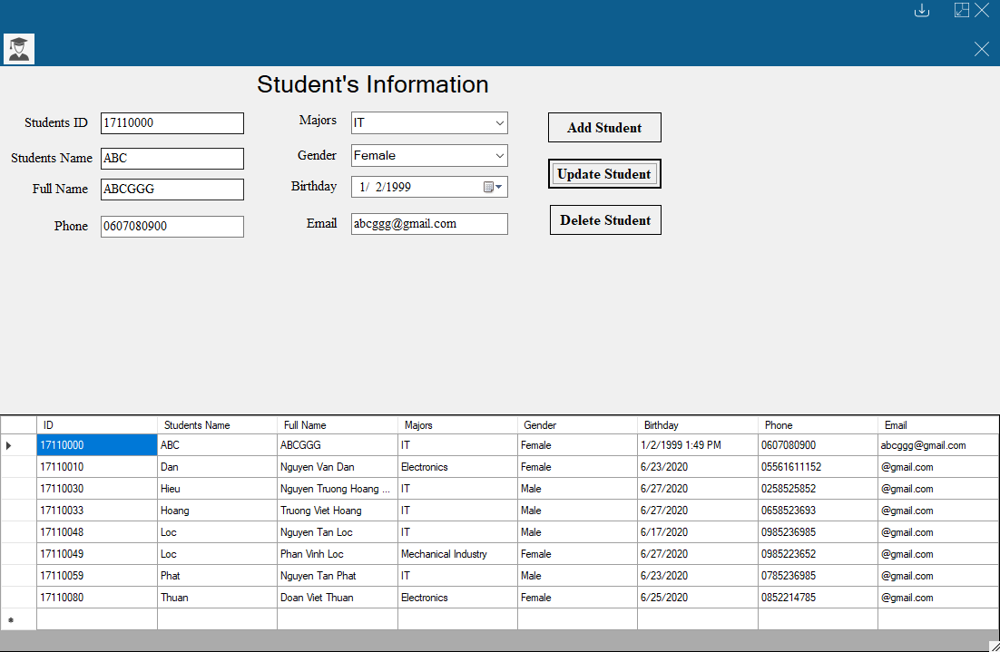 Student's Information
Students ID 17110000 Majors IT Add Student
Students Name ABC Gender Female Update Student
Full Name ABCGGG Birthday 1/ 2/1999
Phone 0607080900 Email abcggg@gmail.com Delete Student
ID Students Name Full Name Majors Gender Birthday Phone Email
17110000 ABC ABCGGG IT Female 1/2/1999 1:49 PM 0607080900 abcggg@gmail.com
17110010 Dan Nguyen Van Dan Electronics Female 6/23/2020 05561611152 @gmail.com
17110030 Hieu Nguyen Truong Hoang ... IT Male 6/27/2020 0258525852 @gmail.com
17110033 Hoang Truong Viet Hoang IT Male 6/27/2020 0658523693 @gmail.com
17110048 Loc Nguyen Tan Loc IT Male 6/17/2020 0985236985 @gmail.com
17110049 Loc Phan Vinh Loc Mechanical Industry Female 6/27/2020 0985223652 @gmail.com
17110059 Phat Nguyen Tan Phat IT Male 6/23/2020 0785236985 @gmail.com
17110080 Thuan Doan Viet Thuan Electronics Female 6/25/2020 0852214785 @gmail.com